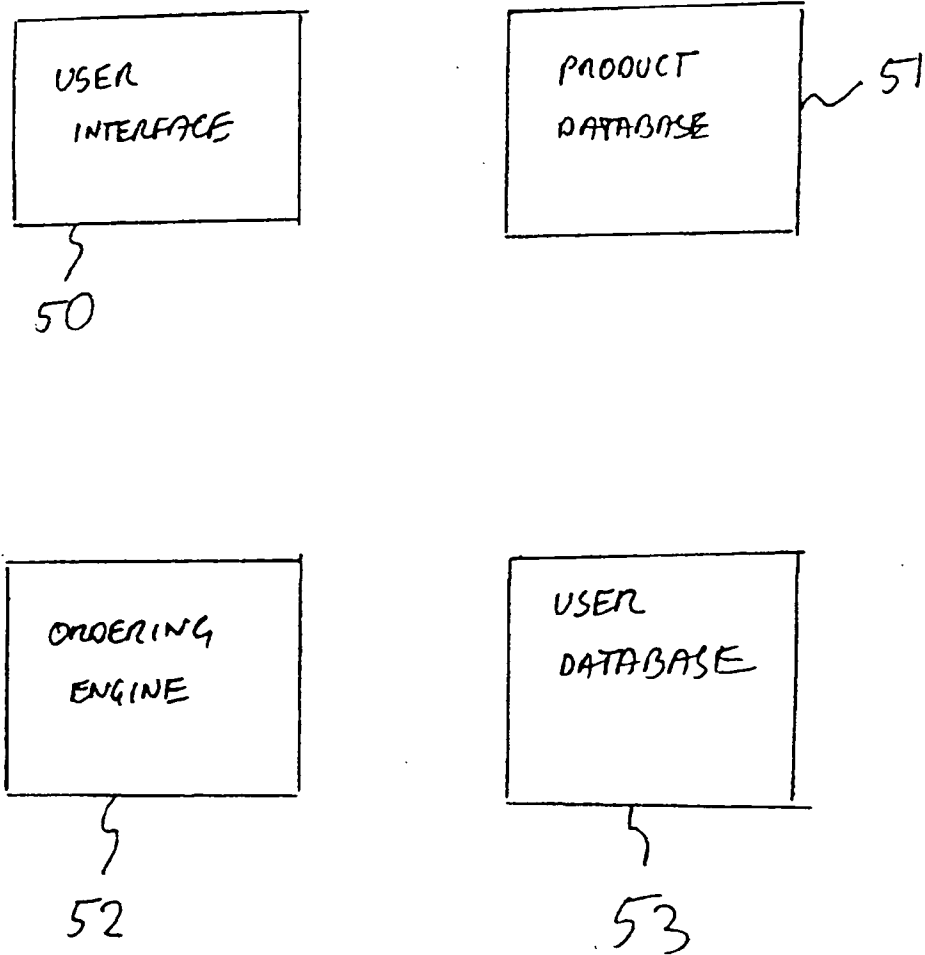 USER
INTERFACE
50
PRODUCT
DATABASE
51
ORDERING
ENGINE
52
USER
DATABASE
53